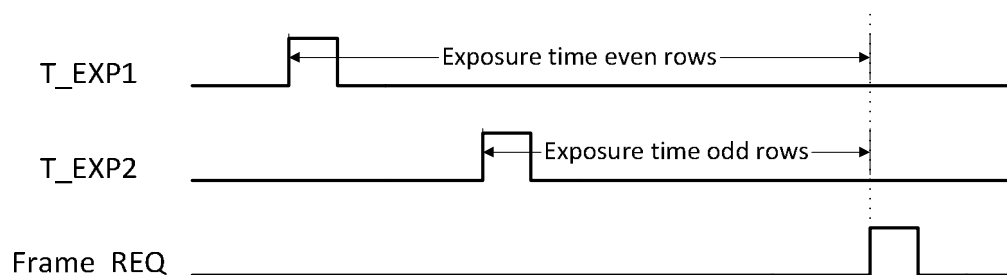 T_EXP1
Exposure time even rows
T_EXP2
Exposure time odd rows
Frame_REQ